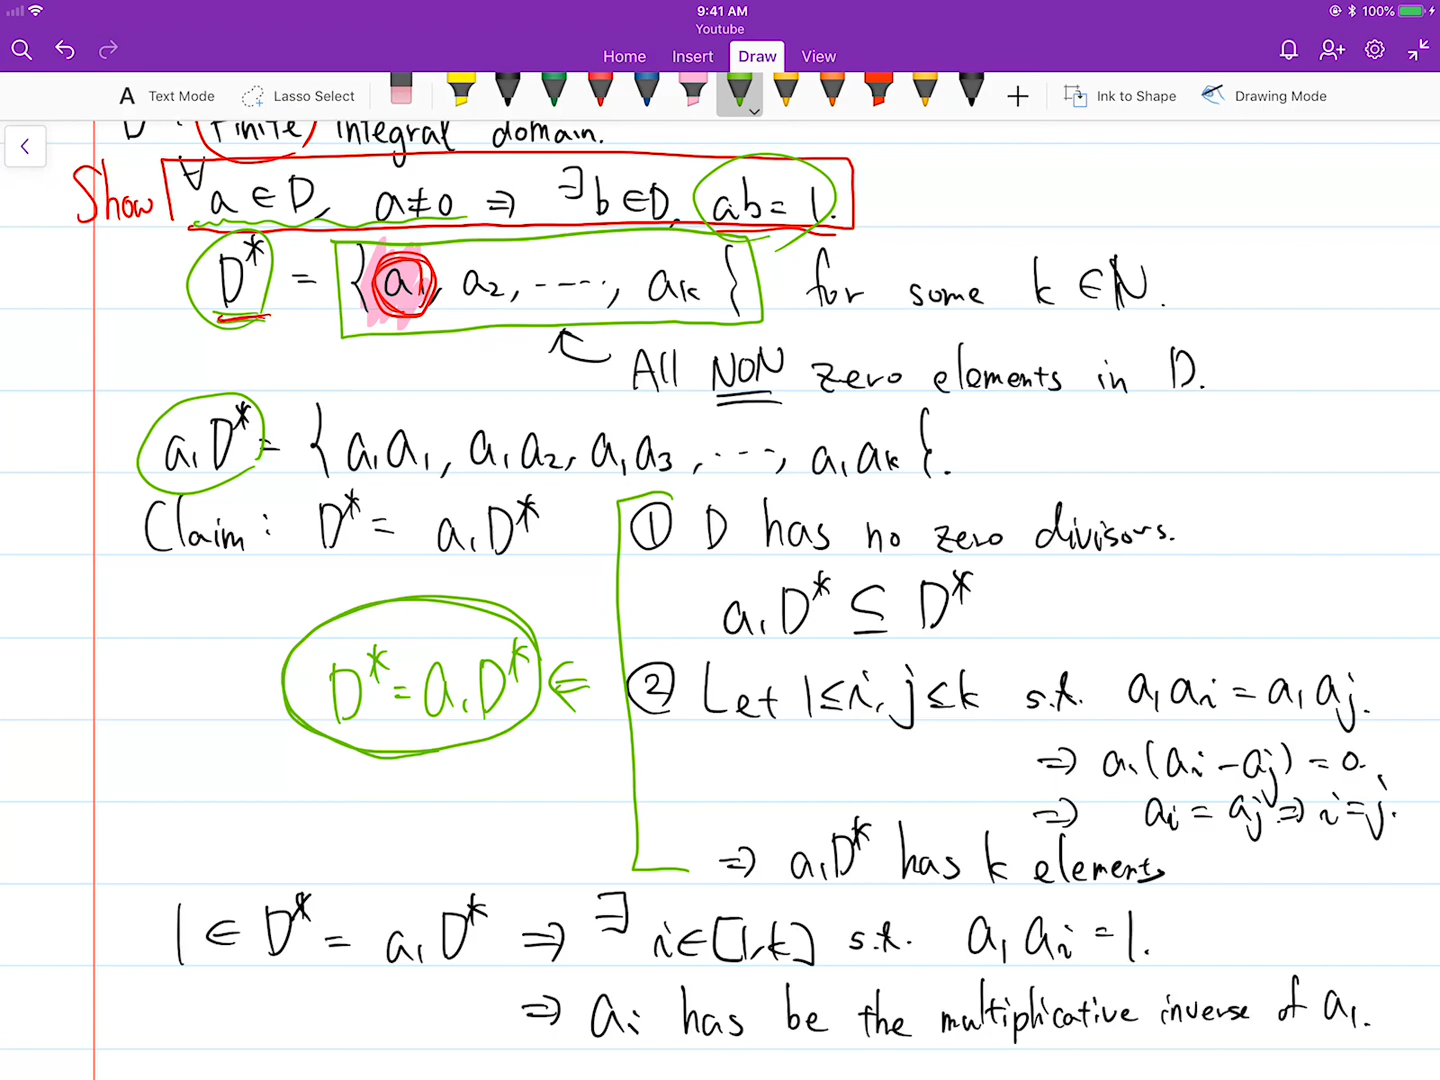 9:41 AM
100%
Youtube
Home Insert Draw View
Text Mode Lasso Select Ink to Shape Drawing Mode
D : (finite) integral domain.
Show ∀a ∈ D, a ≠ 0 ⇒ ∃b ∈ D, ab = 1.
D* = { a1, a2, -----, ak } for some k ∈ ℕ.
All NON zero elements in D.
a1D* = { a1a1, a1a2, a1a3, ..., a1ak }.
Claim : D* = a1D*
① D has no zero divisors.
a1D* ⊆ D*
D* = a1D* ⇐
② Let 1 ≤ i, j ≤ k s.t. a1ai = a1aj.
⇒ a1(ai - aj) = 0.
⇒ ai = aj ⇒ i = j.
⇒ a1D* has k elements
1 ∈ D* = a1D* ⇒ ∃ i ∈ [1,k] s.t. a1ai = 1.
⇒ ai has be the multiplicative inverse of a1.